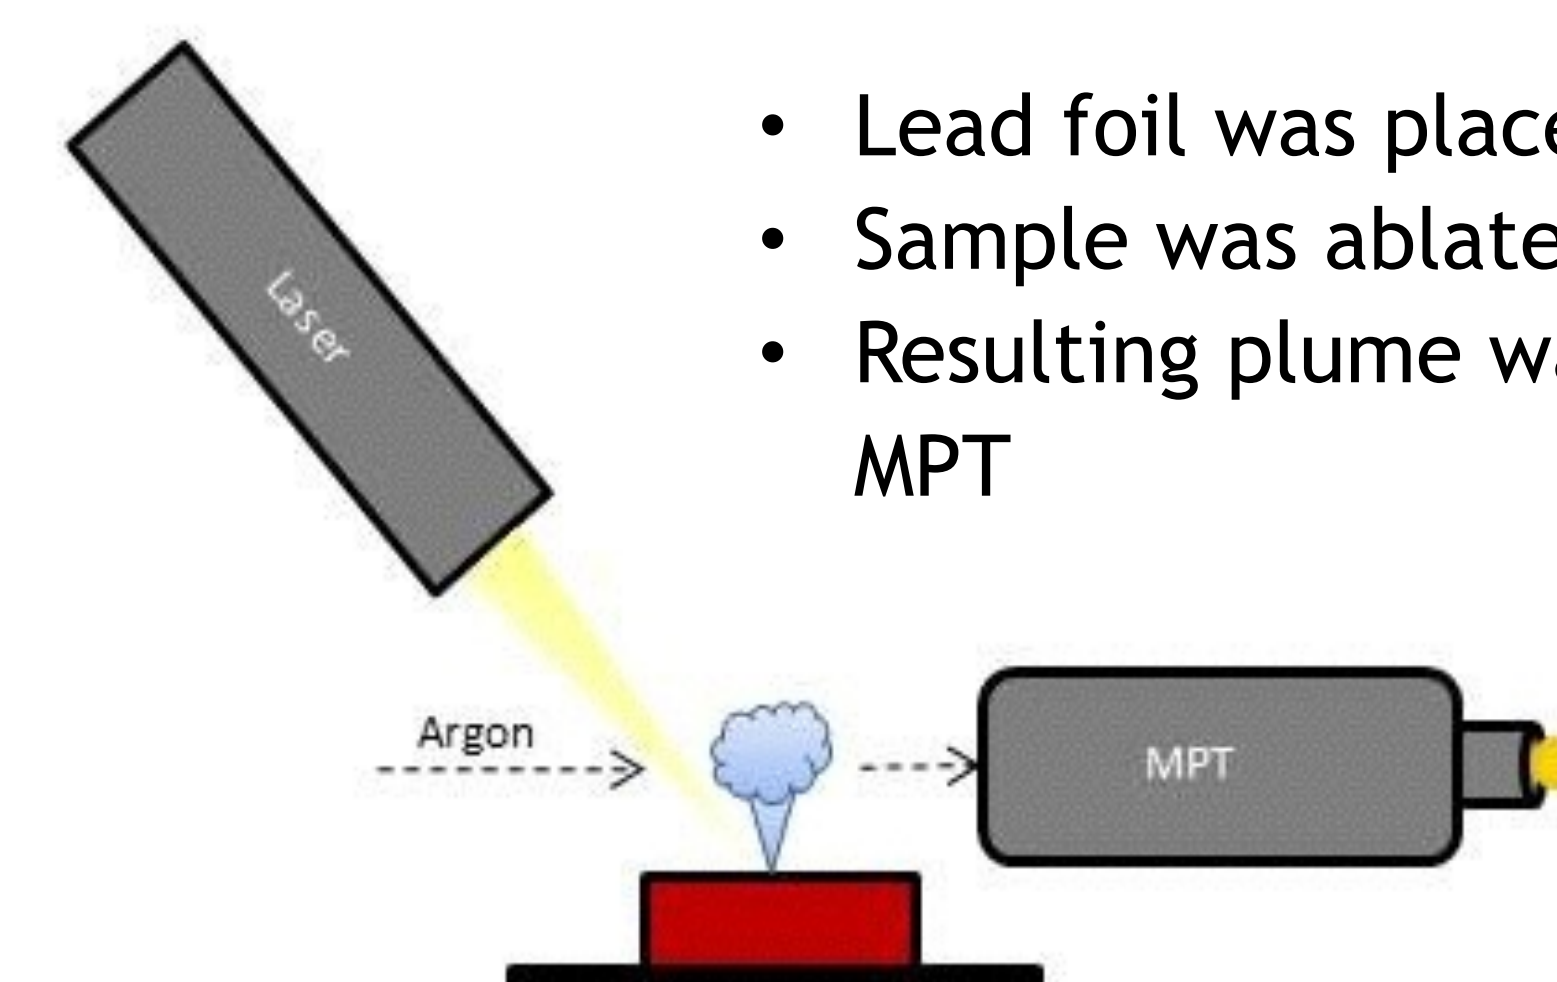 • Lead foil was place
• Sample was ablate
• Resulting plume wa
MPT
Laser
Argon
MPT